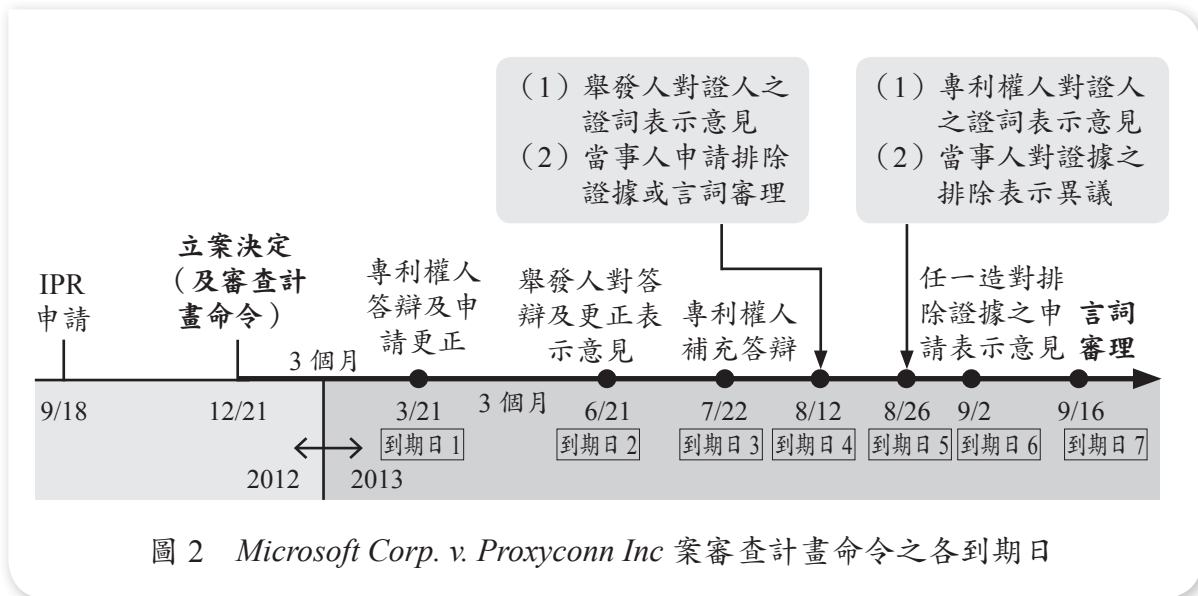 （1）舉發人對證人之
證詞表示意見
（2）當事人申請排除
證據或言詞審理
（1）專利權人對證人
之證詞表示意見
（2）當事人對證據之
排除表示異議
IPR
申請
立案決定
（及審查計
畫命令）
專利權人
答辯及申
請更正
舉發人對答
辯及更正表
示意見
專利權人
補充答辯
任一造對排
除證據之申
請表示意見
言詞
審理
3 個月
3 個月
9/18
12/21
3/21
6/21
7/22
8/12
8/26
9/2
9/16
到期日 1
到期日 2
到期日 3
到期日 4
到期日 5
到期日 6
到期日 7
2012
2013
圖 2 Microsoft Corp. v. Proxyconn Inc 案審查計畫命令之各到期日